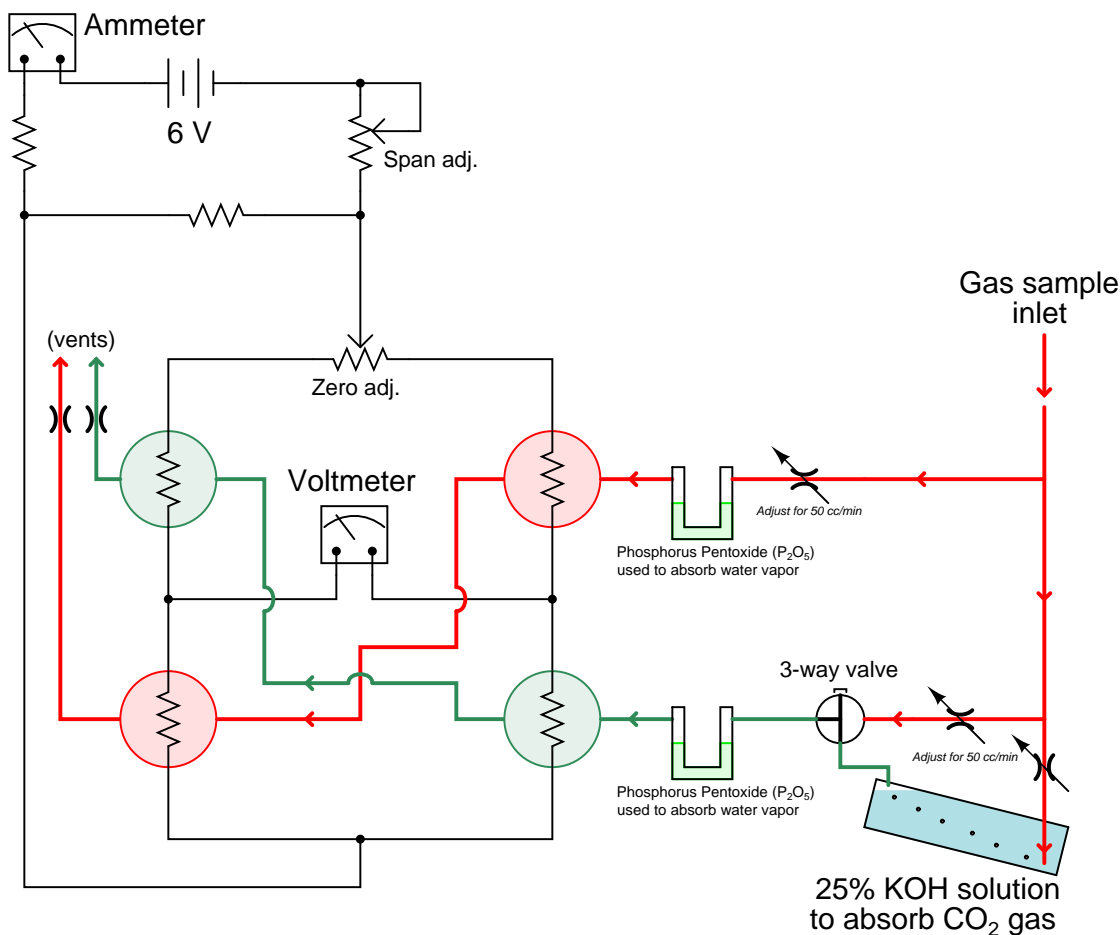 Ammeter
6 V
Span adj.
Gas sample
inlet
(vents)
Zero adj.
Voltmeter
Adjust for 50 cc/min
Phosphorus Pentoxide (P₂O₅)
used to absorb water vapor
3-way valve
Adjust for 50 cc/min
Phosphorus Pentoxide (P₂O₅)
used to absorb water vapor
25% KOH solution
to absorb CO₂ gas